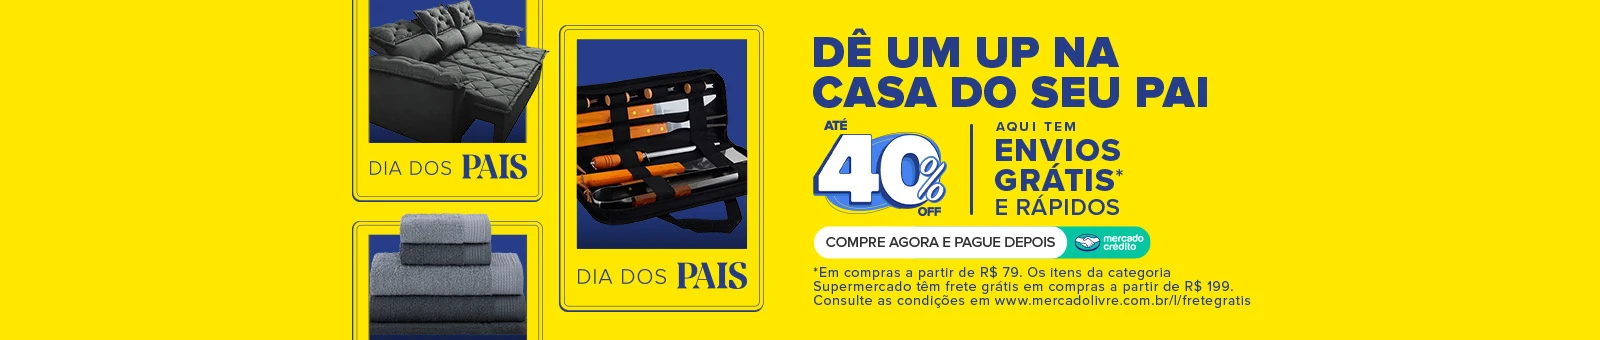 DIA DOS PAIS
DIA DOS PAIS
DÊ UM UP NA
CASA DO SEU PAI
ATÉ
40%
OFF
AQUI TEM
ENVIOS
GRÁTIS*
E RÁPIDOS
COMPRE AGORA E PAGUE DEPOIS
mercado
crédito
*Em compras a partir de R$ 79. Os itens da categoria
Supermercado têm frete grátis em compras a partir de R$ 199.
Consulte as condições em www.mercadolivre.com.br/l/fretegratis